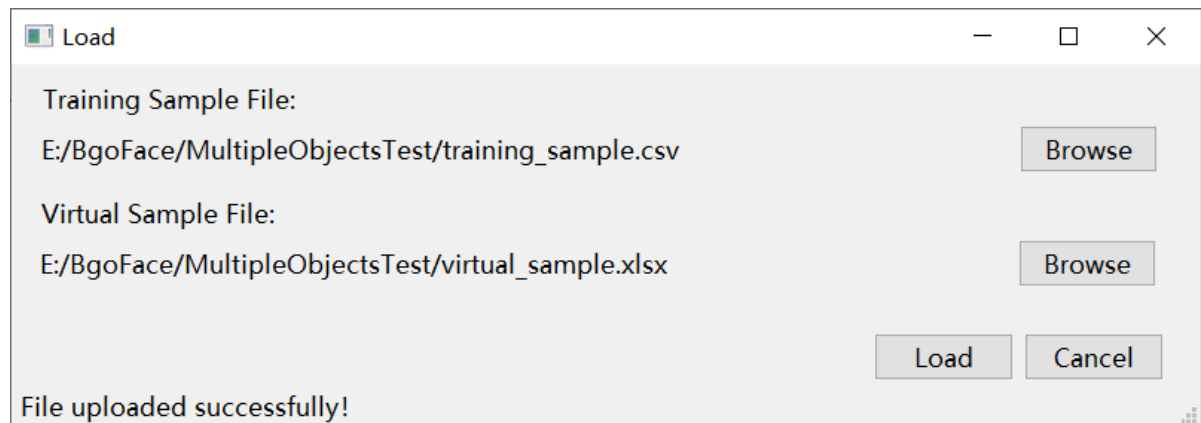 Load
Training Sample File:
E:/BgoFace/MultipleObjectsTest/training_sample.csv
Browse
Virtual Sample File:
E:/BgoFace/MultipleObjectsTest/virtual_sample.xlsx
Browse
Load
Cancel
File uploaded successfully!